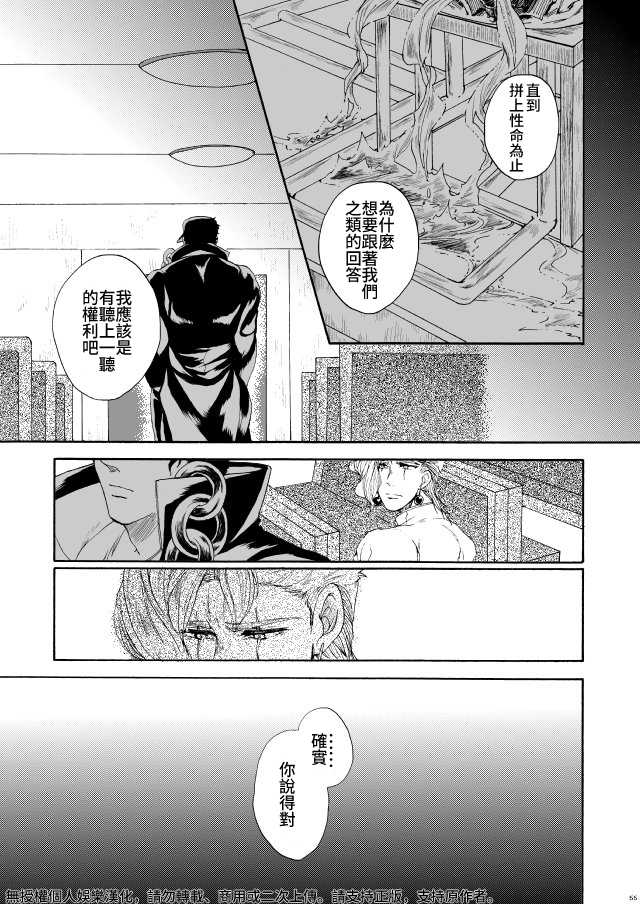 直到
拼上性命為止
為什麼
想要跟著我們
之類的回答
我應該是
有聽上一聽
的權利吧
……
確實
你說得對
無授權個人娛樂漢化，請勿轉載、商用或二次上傳。請支持正版，支持原作者。
55